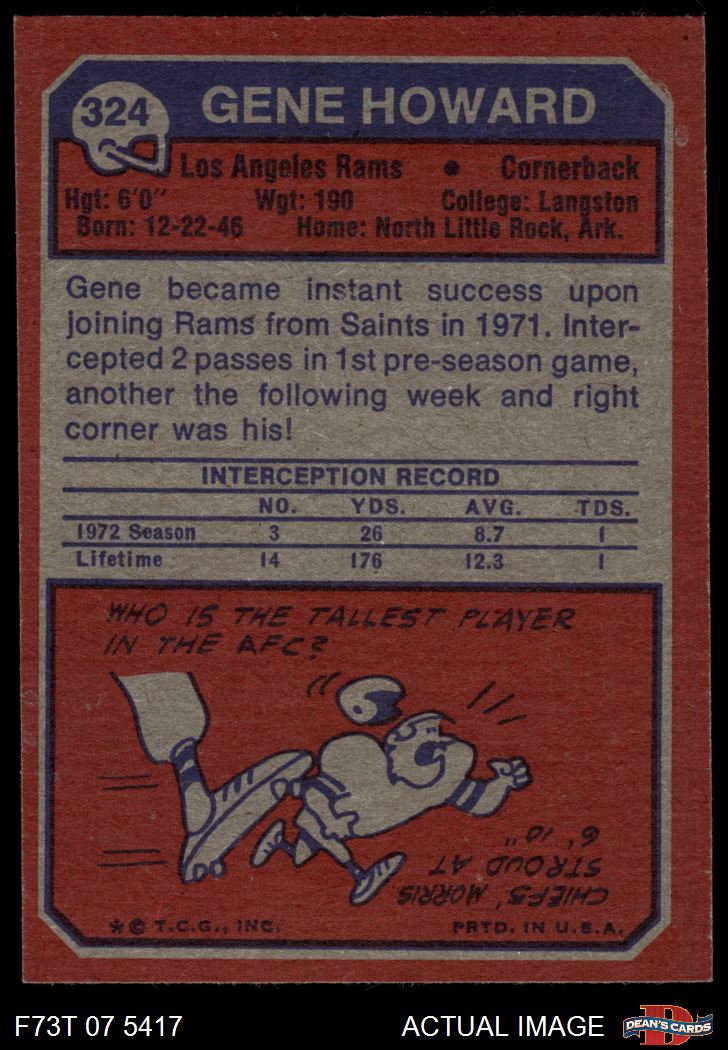 324
GENE HOWARD
Los Angeles Rams • Cornerback
Hgt: 6'0" Wgt: 190 College: Langston
Born: 12-22-46 Home: North Little Rock, Ark.
Gene became instant success upon
joining Rams from Saints in 1971. Inter-
cepted 2 passes in 1st pre-season game,
another the following week and right
corner was his!
INTERCEPTION RECORD
NO. YDS. AVG. TDS.
1972 Season 3 26 8.7 1
Lifetime 14 176 12.3 1
WHO IS THE TALLEST PLAYER
IN THE AFC?
CHIEFS' MORRIS
STROUD AT
6' 10"
* © T.C.G., INC. PRTD. IN U.S.A.
F73T 07 5417 ACTUAL IMAGE
D
DEAN'S CARDS